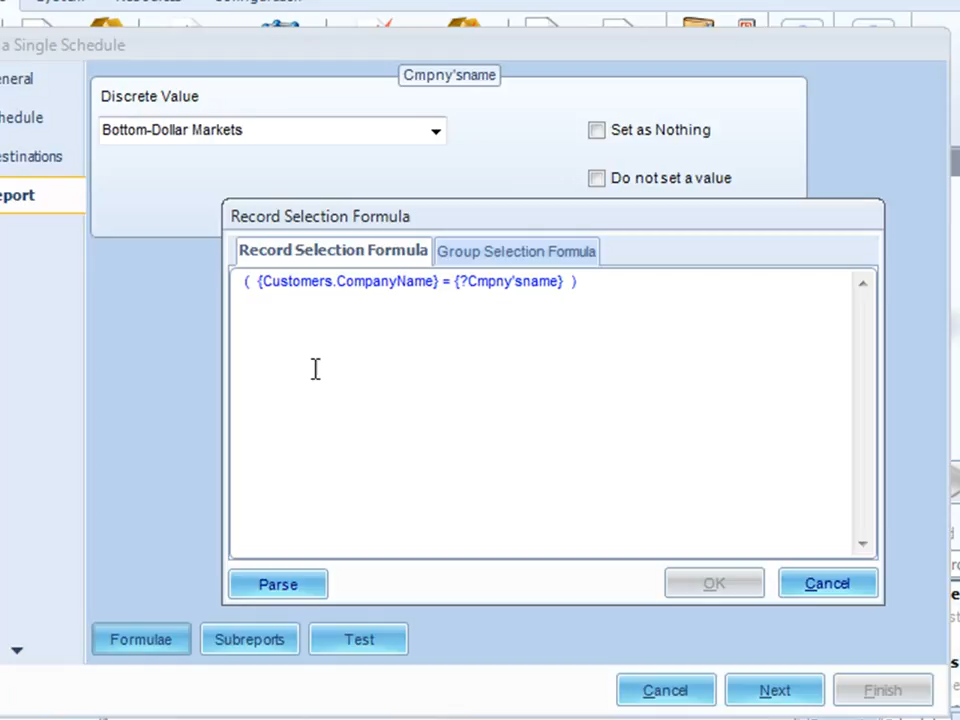 a Single Schedule
eneral
hedule
estinations
eport
Cmpny'sname
Discrete Value
Bottom-Dollar Markets
Set as Nothing
Do not set a value
Record Selection Formula
Record Selection Formula
Group Selection Formula
( {Customers.CompanyName} = {?Cmpny'sname} )
Parse
OK
Cancel
Formulae
Subreports
Test
Cancel
Next
Finish